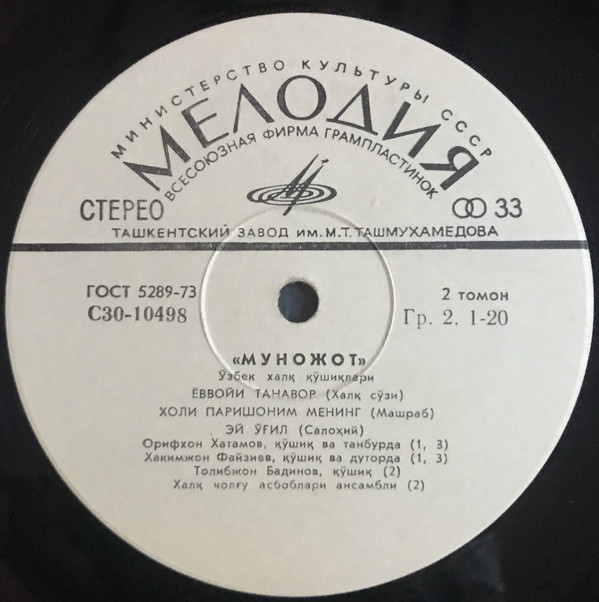 МИНИСТЕРСТВО КУЛЬТУРЫ СССР
МЕЛОДИЯ
ВСЕСОЮЗНАЯ ФИРМА ГРАМПЛАСТИНОК
СТЕРЕО
33
ТАШКЕНТСКИЙ ЗАВОД ИМ. М.Т. ТАШМУХАМЕДОВА
ГОСТ 5289-73
2 томон
С30-10498
Гр. 2. 1-20
«МУНОЖОТ»
Ўзбек халқ қўшиқлари
ЁВВОЙИ ТАНАВОР (Халқ сўзи)
ХОЛИ ПАРИШОНИМ МЕНИНГ (Машраб)
ЭЙ ЎҒИЛ (Салоҳий)
Орифхон Хатамов, қўшиқ ва танбурда (1, 3)
Хакимжон Файзиев, қўшиқ ва дуторда (1, 3)
Толибжон Бадинов, қўшиқ (2)
Халқ чолғу асбоблари ансамбли (2)